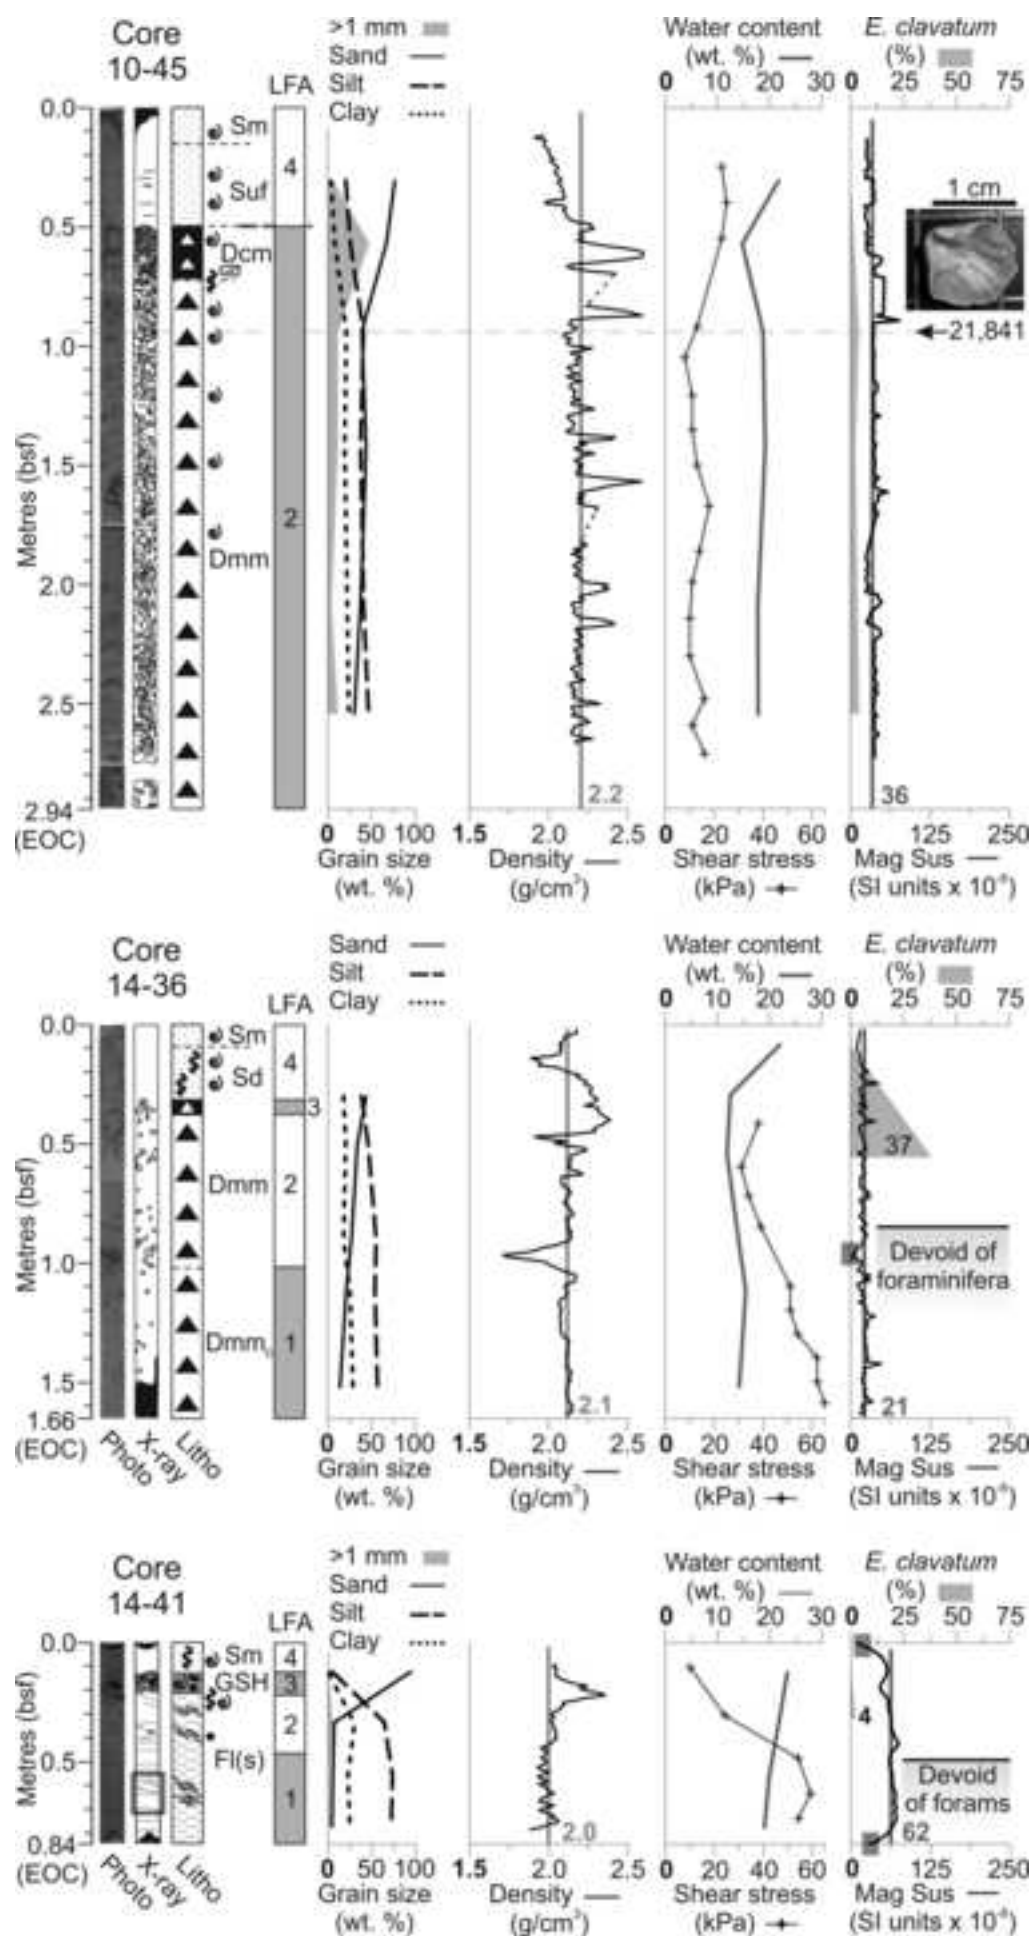 Core
10-45
>1 mm
Sand
Silt
Clay
LFA
Water content
(wt. %)
0 10 20 30
E. clavatum
(%)
0 25 50 75
0.0
0.5
1.0
1.5
2.0
2.5
2.94
(EOC)
Metres (bsf)
Sm
Suf
Dcm
Dmm
4
2
1 cm
21,841
2.2
36
0 50 100
Grain size
(wt. %)
1.5 2.0 2.5
Density
(g/cm³)
0 20 40 60
Shear stress
(kPa)
0 125 250
Mag Sus
(SI units x 10⁻⁸)
Core
14-36
Sand
Silt
Clay
LFA
Water content
(wt. %)
0 10 20 30
E. clavatum
(%)
0 25 50 75
0.0
0.5
1.0
1.5
1.66
(EOC)
Metres (bsf)
Sm
Sd
Dmm
Dmm
4
3
2
1
37
Devoid of
foraminifera
2.1
21
Photo
X-ray
Litho
0 50 100
Grain size
(wt. %)
1.5 2.0 2.5
Density
(g/cm³)
0 20 40 60
Shear stress
(kPa)
0 125 250
Mag Sus
(SI units x 10⁻⁸)
Core
14-41
>1 mm
Sand
Silt
Clay
LFA
Water content
(wt. %)
0 10 20 30
E. clavatum
(%)
0 25 50 75
0.0
0.5
0.84
(EOC)
Metres (bsf)
Sm
GSH
Fl(s)
4
3
2
1
4
Devoid
of forams
2.0
62
Photo
X-ray
Litho
0 50 100
Grain size
(wt. %)
1.5 2.0 2.5
Density
(g/cm³)
0 20 40 60
Shear stress
(kPa)
0 125 250
Mag Sus
(SI units x 10⁻⁸)